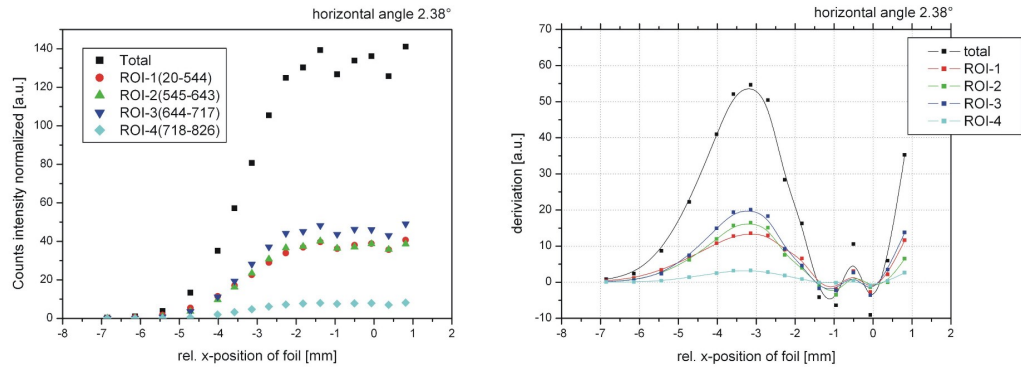 horizontal angle 2.38°
140
120
100
80
60
40
20
0
Counts intensity normalized [a.u.]
Total
ROI-1(20-544)
ROI-2(545-643)
ROI-3(644-717)
ROI-4(718-826)
-8 -7 -6 -5 -4 -3 -2 -1 0 1 2
rel. x-position of foil [mm]
horizontal angle 2.38°
70
60
50
40
30
20
10
0
-10
deriviation [a.u.]
total
ROI-1
ROI-2
ROI-3
ROI-4
-8 -7 -6 -5 -4 -3 -2 -1 0 1 2
rel. x-position of foil [mm]